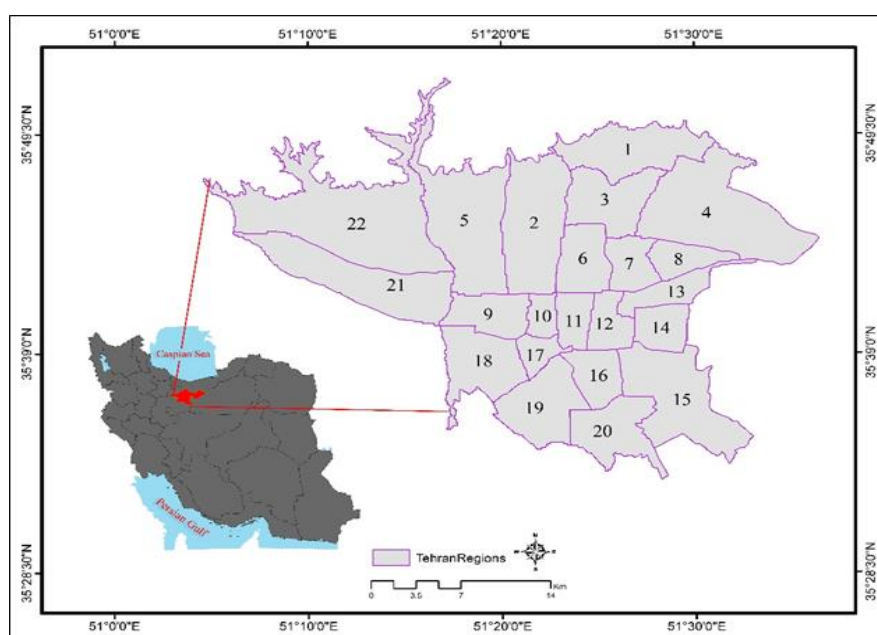 51°0'0"E 51°10'0"E 51°20'0"E 51°30'0"E
35°49'30"N 35°49'30"N
1
3
4
22 5 2
6 7 8
21 13
9 10 11 12 14
35°39'0"N 35°39'0"N
Caspian Sea
18 17
16
19 15
20
Persian Gulf
TehranRegions
Km
0 3.5 7 14
35°28'30"N 35°28'30"N
51°0'0"E 51°10'0"E 51°20'0"E 51°30'0"E